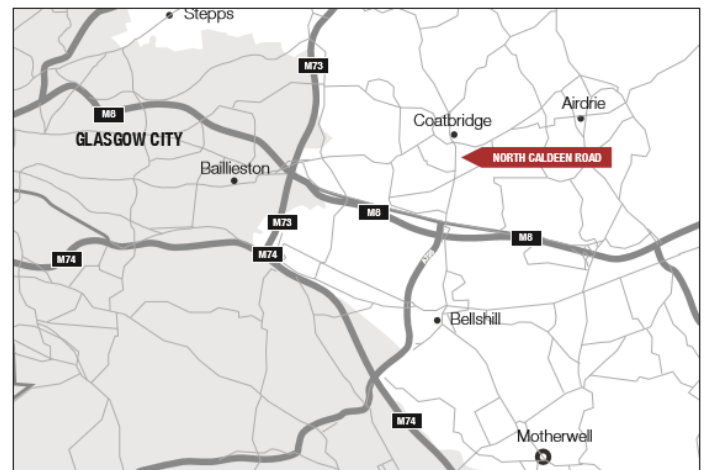 Stepps
M73
Airdrie
M8
Coatbridge
GLASGOW CITY
NORTH CALDEEN ROAD
Baillieston
M8
M73
M8
M74
M74
Bellshill
M74
Motherwell